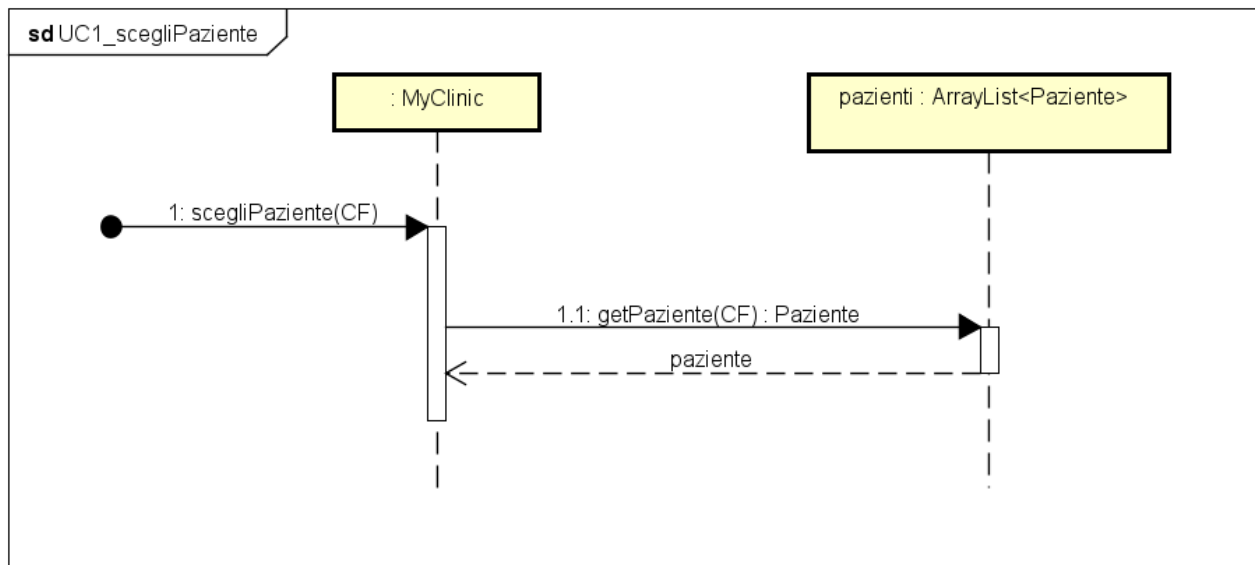 sd UC1_scegliPaziente
: MyClinic
pazienti : ArrayList<Paziente>
1: scegliPaziente(CF)
1.1: getPaziente(CF) : Paziente
paziente